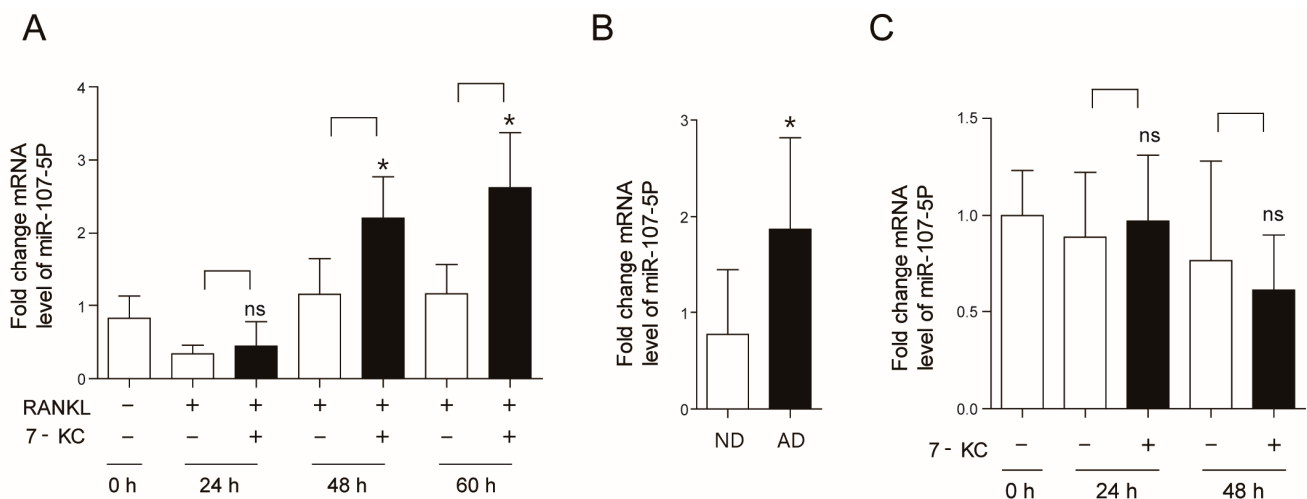 A
B
C
Fold change mRNA
level of miR-107-5P
4
3
2
1
0
ns
*
*
RANKL – + + + + + +
7 - KC – – + – + – +
0 h 24 h 48 h 60 h
Fold change mRNA
level of miR-107-5P
3
2
1
0
*
ND AD
Fold change mRNA
level of miR-107-5P
1.5
1.0
0.5
0.0
ns
ns
7 - KC – – + – +
0 h 24 h 48 h